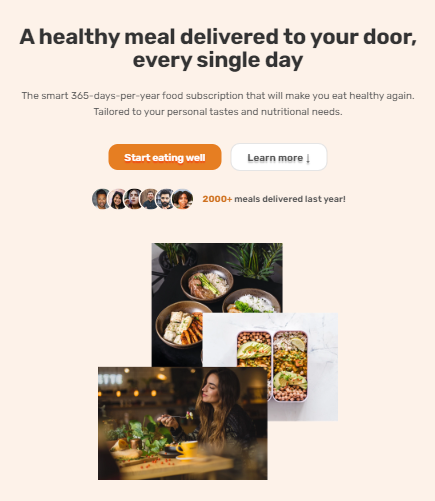 A healthy meal delivered to your door,
every single day
The smart 365-days-per-year food subscription that will make you eat healthy again.
Tailored to your personal tastes and nutritional needs.
Start eating well
Learn more ↓
2000+ meals delivered last year!